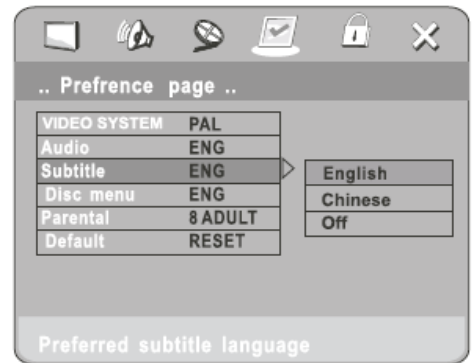 .. Prefrence page ..
VIDEO SYSTEM PAL
Audio ENG
Subtitle ENG
Disc menu ENG
Parental 8 ADULT
Default RESET
English
Chinese
Off
Preferred subtitle language